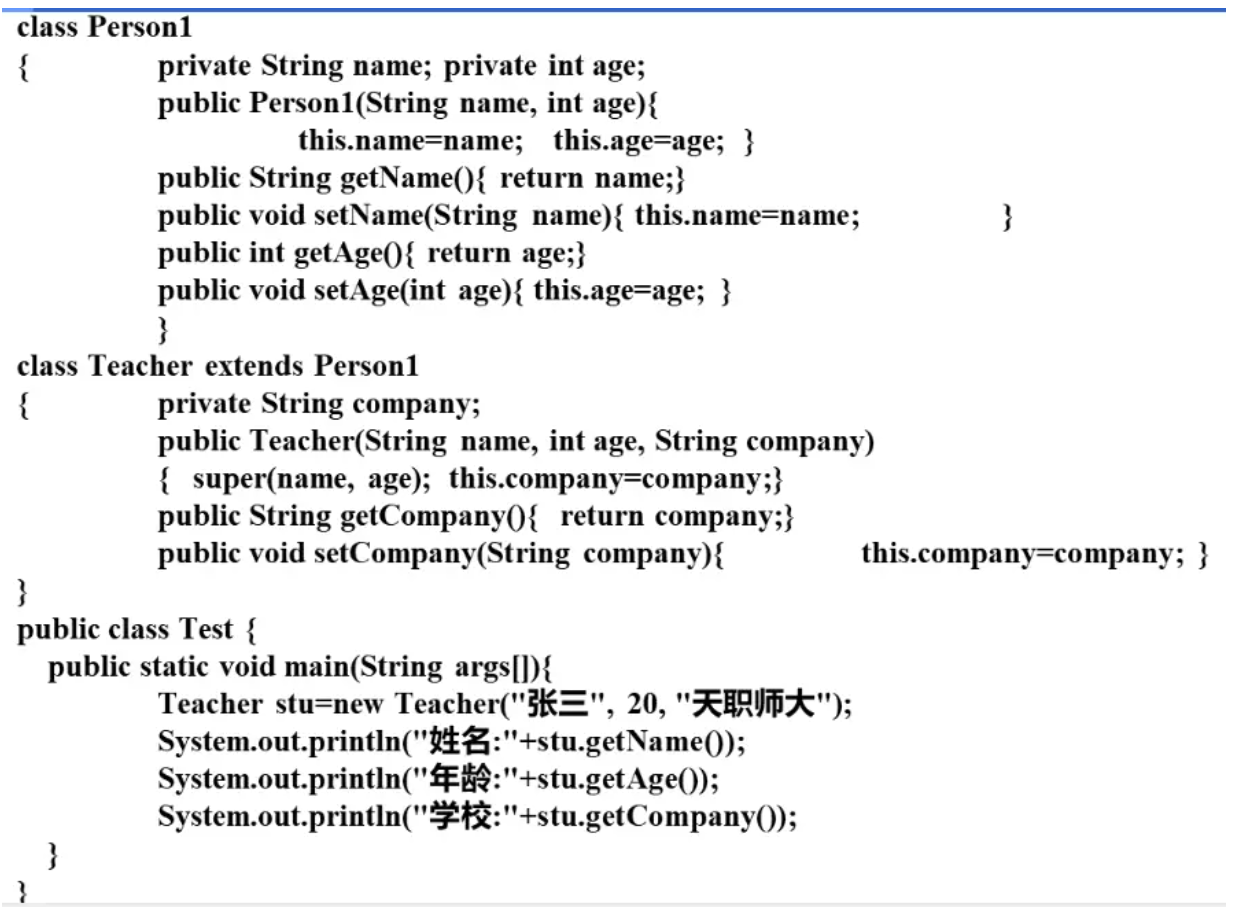 class Person1
{ private String name; private int age;
public Person1(String name, int age){
this.name=name; this.age=age; }
public String getName(){ return name;}
public void setName(String name){ this.name=name; }
public int getAge(){ return age;}
public void setAge(int age){ this.age=age; }
}
class Teacher extends Person1
{ private String company;
public Teacher(String name, int age, String company)
{ super(name, age); this.company=company;}
public String getCompany(){ return company;}
public void setCompany(String company){ this.company=company; }
}
public class Test {
public static void main(String args[]){
Teacher stu=new Teacher("张三", 20, "天职师大");
System.out.println("姓名:"+stu.getName());
System.out.println("年龄:"+stu.getAge());
System.out.println("学校:"+stu.getCompany());
}
}